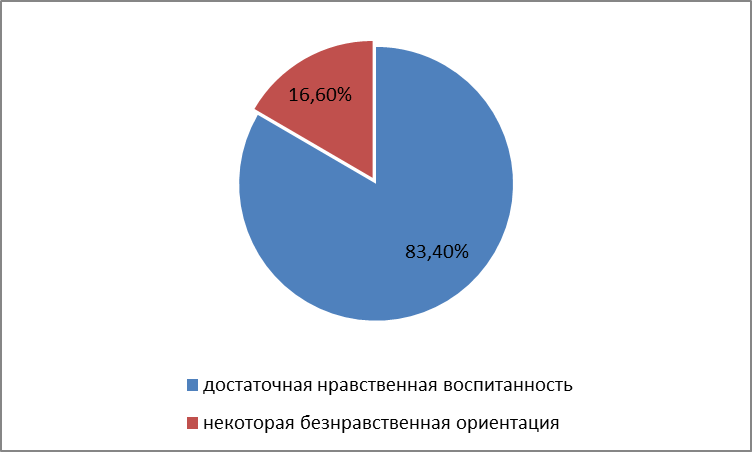 16,60%
83,40%
достаточная нравственная воспитанность
некоторая безнравственная ориентация